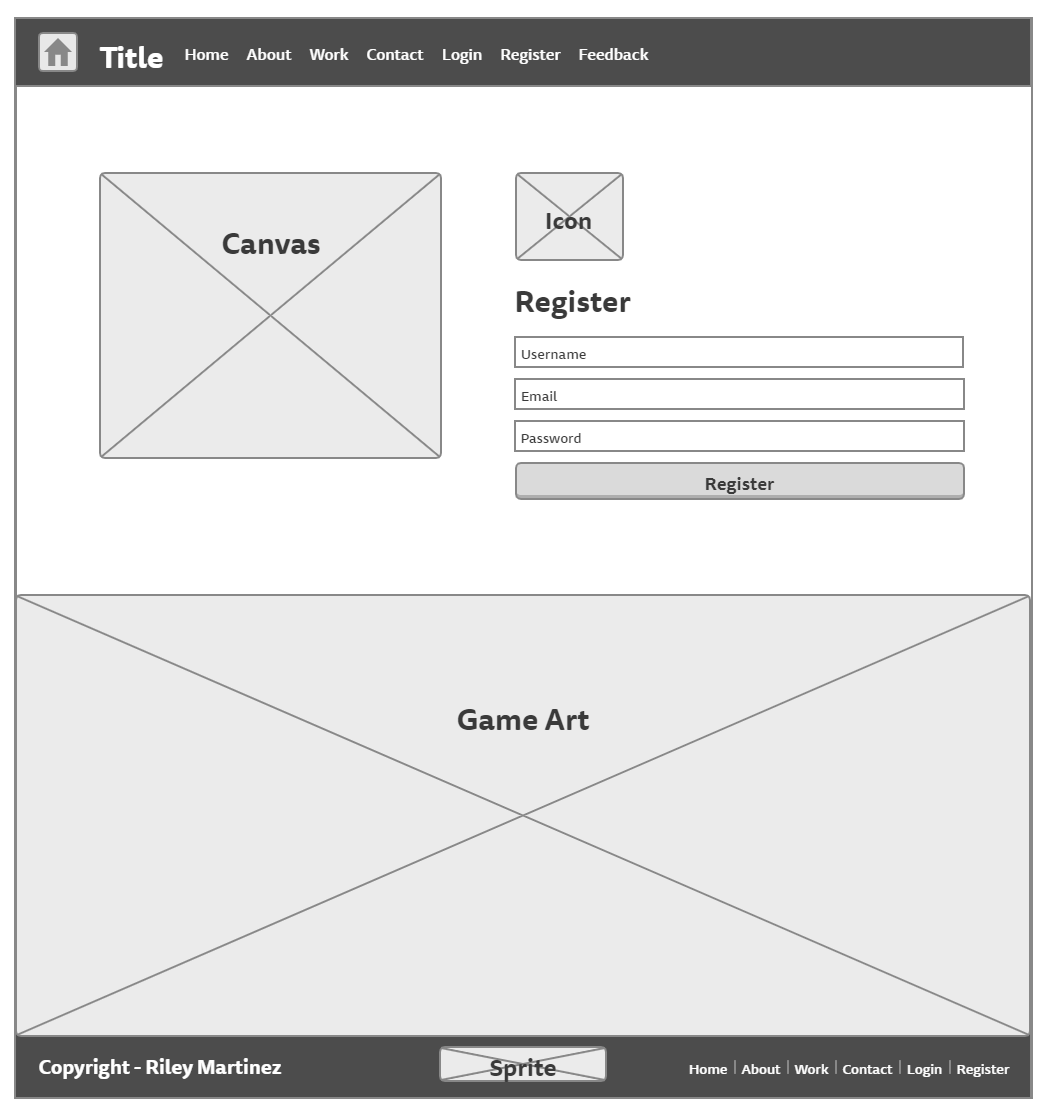 Title Home About Work Contact Login Register Feedback
Canvas
Icon
Register
Username
Email
Password
Register
Game Art
Copyright - Riley Martinez
Sprite
Home | About | Work | Contact | Login | Register